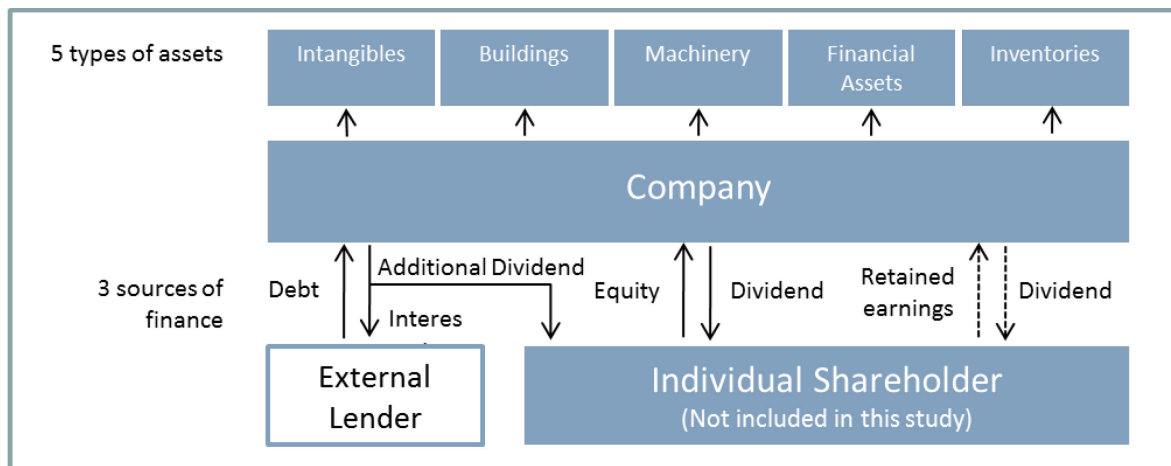 5 types of assets
Intangibles
Buildings
Machinery
Financial
Assets
Inventories
Company
3 sources of
finance
Debt
Additional Dividend
Interes
Equity
Dividend
Retained
earnings
Dividend
External
Lender
Individual Shareholder
(Not included in this study)